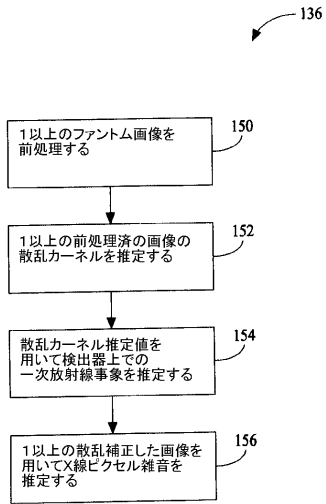 136
1以上のファントム画像を
前処理する
150
1以上の前処理済の画像の
散乱カーネルを推定する
152
散乱カーネル推定値を
用いて検出器上での
一次放射線事象を推定する
154
1以上の散乱補正した画像を
用いてX線ピクセル雑音を
推定する
156